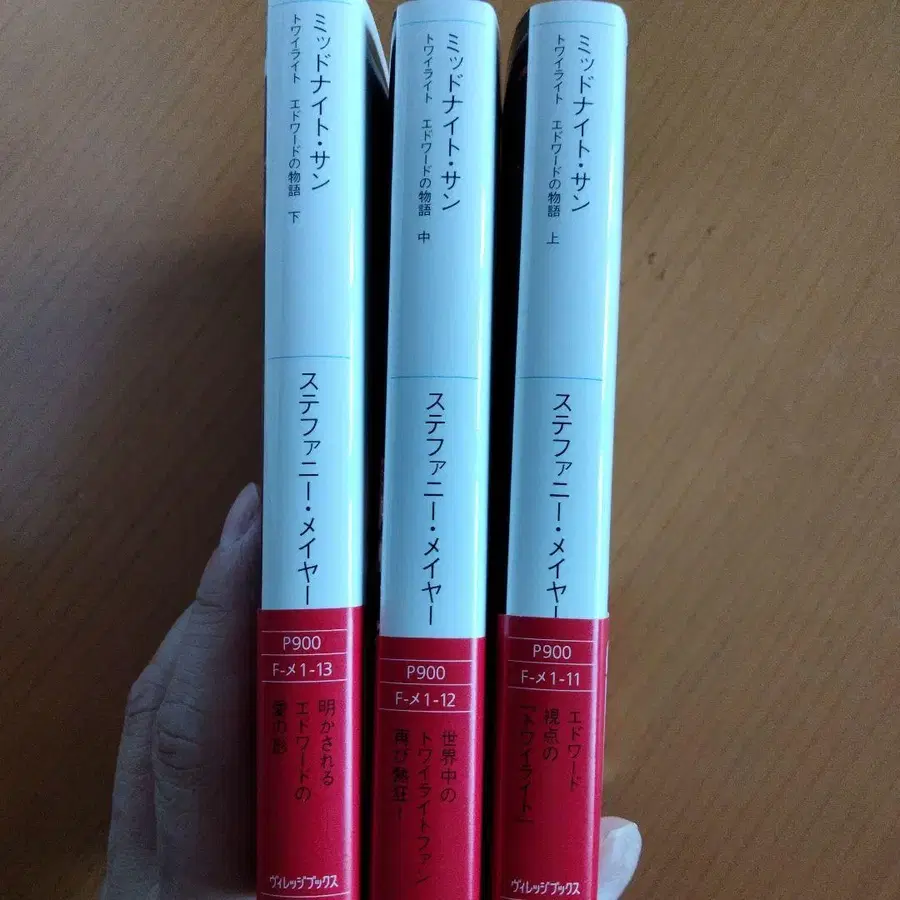 ミッドナイト・サン
トワイライト エドワードの物語 下
ステファニー・メイヤー
P900
F-メ1-13
明かされる
エドワードの
愛の影
ヴィレッジブックス
ミッドナイト・サン
トワイライト エドワードの物語 中
ステファニー・メイヤー
P900
F-メ1-12
世界中の
トワイライトファン
再び熱狂!
ミッドナイト・サン
トワイライト エドワードの物語 上
ステファニー・メイヤー
P900
F-メ1-11
エドワード
視点の
「トワイライト」
ヴィレッジブックス